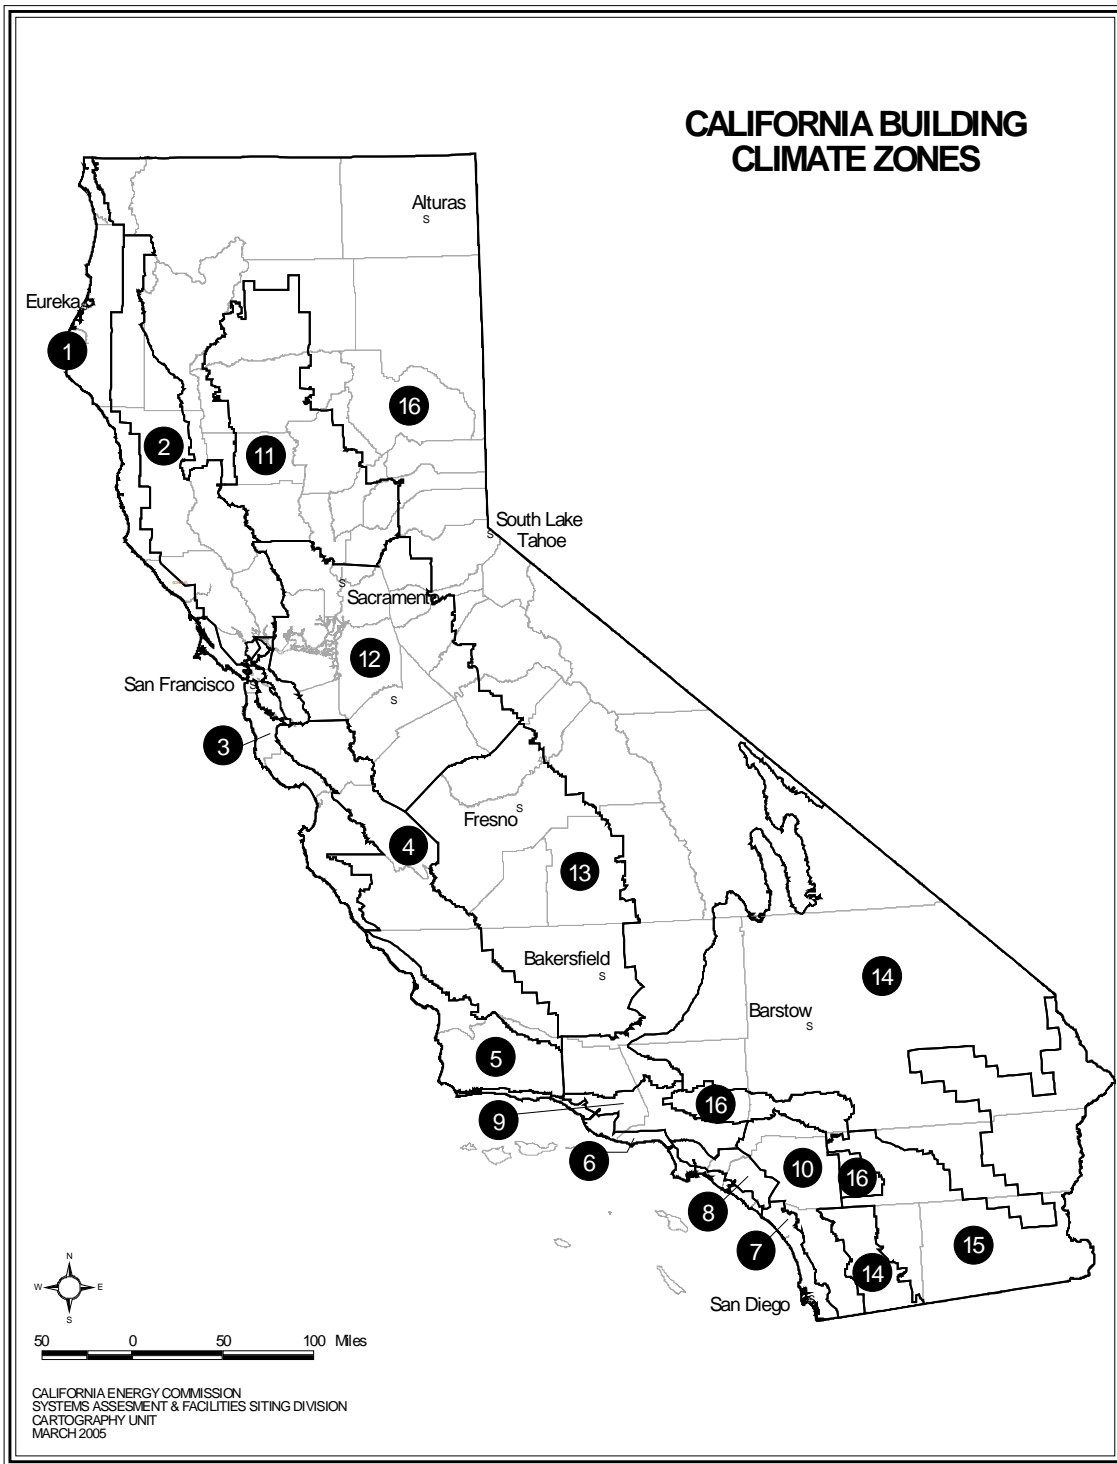 CALIFORNIA BUILDING
CLIMATE ZONES
Alturas
S
Eureka
S
1
16
2
11
South Lake
Tahoe
S
S
Sacramento
12
San Francisco
S
S
3
Fresno
S
4
13
Bakersfield
S
14
Barstow
S
5
16
9
6
10
16
8
7
15
14
San Diego
S
N
W
E
S
50
0
50
100 Miles
CALIFORNIA ENERGY COMMISSION
SYSTEMS ASSESMENT & FACILITIES SITING DIVISION
CARTOGRAPHY UNIT
MARCH 2005